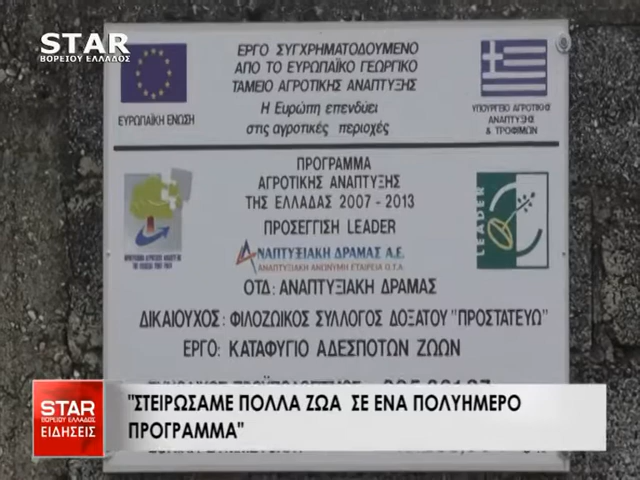 STAR
ΒΟΡΕΙΟΥ ΕΛΛΑΔΟΣ
ΕΡΓΟ ΣΥΓΧΡΗΜΑΤΟΔΟΥΜΕΝΟ
ΑΠΟ ΤΟ ΕΥΡΩΠΑΪΚΟ ΓΕΩΡΓΙΚΟ
ΤΑΜΕΙΟ ΑΓΡΟΤΙΚΗΣ ΑΝΑΠΤΥΞΗΣ
Η Ευρώπη επενδύει
στις αγροτικές περιοχές
ΕΥΡΩΠΑΪΚΗ ΕΝΩΣΗ
ΥΠΟΥΡΓΕΙΟ ΑΓΡΟΤΙΚΗΣ
ΑΝΑΠΤΥΞΗΣ
& ΤΡΟΦΙΜΩΝ
ΠΡΟΓΡΑΜΜΑ
ΑΓΡΟΤΙΚΗΣ ΑΝΑΠΤΥΞΗΣ
ΤΗΣ ΕΛΛΑΔΑΣ 2007 - 2013
ΠΡΟΣΕΓΓΙΣΗ LEADER
LEADER
ΑΝΑΠΤΥΞΙΑΚΗ ΔΡΑΜΑΣ Α.Ε.
ΑΝΑΠΤΥΞΙΑΚΗ ΑΝΩΝΥΜΗ ΕΤΑΙΡΕΙΑ Ο.Τ.Α
ΟΤΔ: ΑΝΑΠΤΥΞΙΑΚΗ ΔΡΑΜΑΣ
ΔΙΚΑΙΟΥΧΟΣ: ΦΙΛΟΖΩΙΚΟΣ ΣΥΛΛΟΓΟΣ ΔΟΞΑΤΟΥ "ΠΡΟΣΤΑΤΕΥΩ"
ΕΡΓΟ: ΚΑΤΑΦΥΓΙΟ ΑΔΕΣΠΟΤΩΝ ΖΩΩΝ
STAR
ΒΟΡΕΙΟΥ ΕΛΛΑΔΟΣ
ΕΙΔΗΣΕΙΣ
"ΣΤΕΙΡΩΣΑΜΕ ΠΟΛΛΑ ΖΩΑ ΣΕ ΕΝΑ ΠΟΛΥΗΜΕΡΟ
ΠΡΟΓΡΑΜΜΑ"